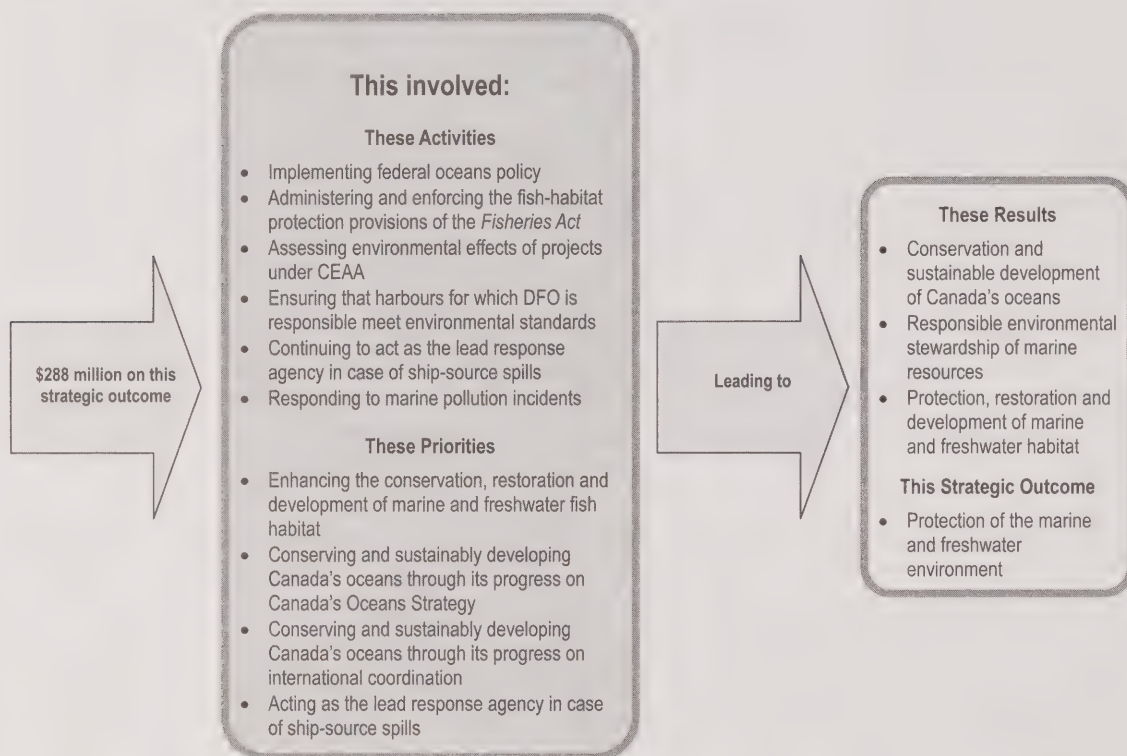 $288 million on this
strategic outcome
This involved:
These Activities
• Implementing federal oceans policy
• Administering and enforcing the fish-habitat
protection provisions of the Fisheries Act
• Assessing environmental effects of projects
under CEAA
• Ensuring that harbours for which DFO is
responsible meet environmental standards
• Continuing to act as the lead response
agency in case of ship-source spills
• Responding to marine pollution incidents
These Priorities
• Enhancing the conservation, restoration and
development of marine and freshwater fish
habitat
• Conserving and sustainably developing
Canada's oceans through its progress on
Canada's Oceans Strategy
• Conserving and sustainably developing
Canada's oceans through its progress on
international coordination
• Acting as the lead response agency in case
of ship-source spills
Leading to
These Results
• Conservation and
sustainable development
of Canada's oceans
• Responsible environmental
stewardship of marine
resources
• Protection, restoration and
development of marine
and freshwater habitat
This Strategic Outcome
• Protection of the marine
and freshwater
environment